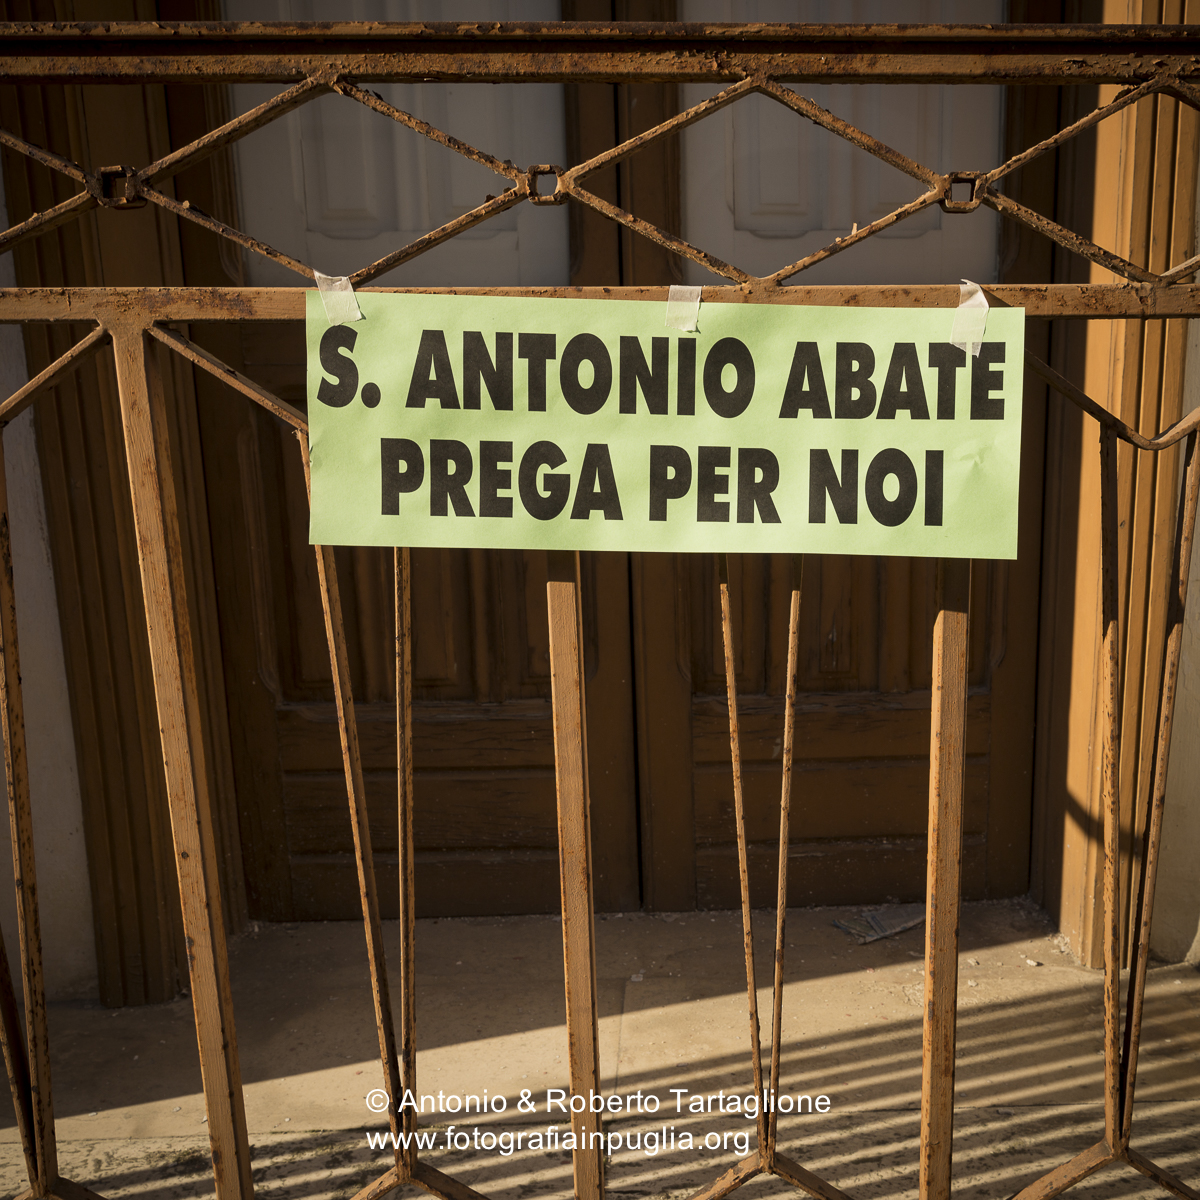 S. ANTONIO ABATE
PREGA PER NOI
© Antonio & Roberto Tartaglione
www.fotografiainpuglia.org